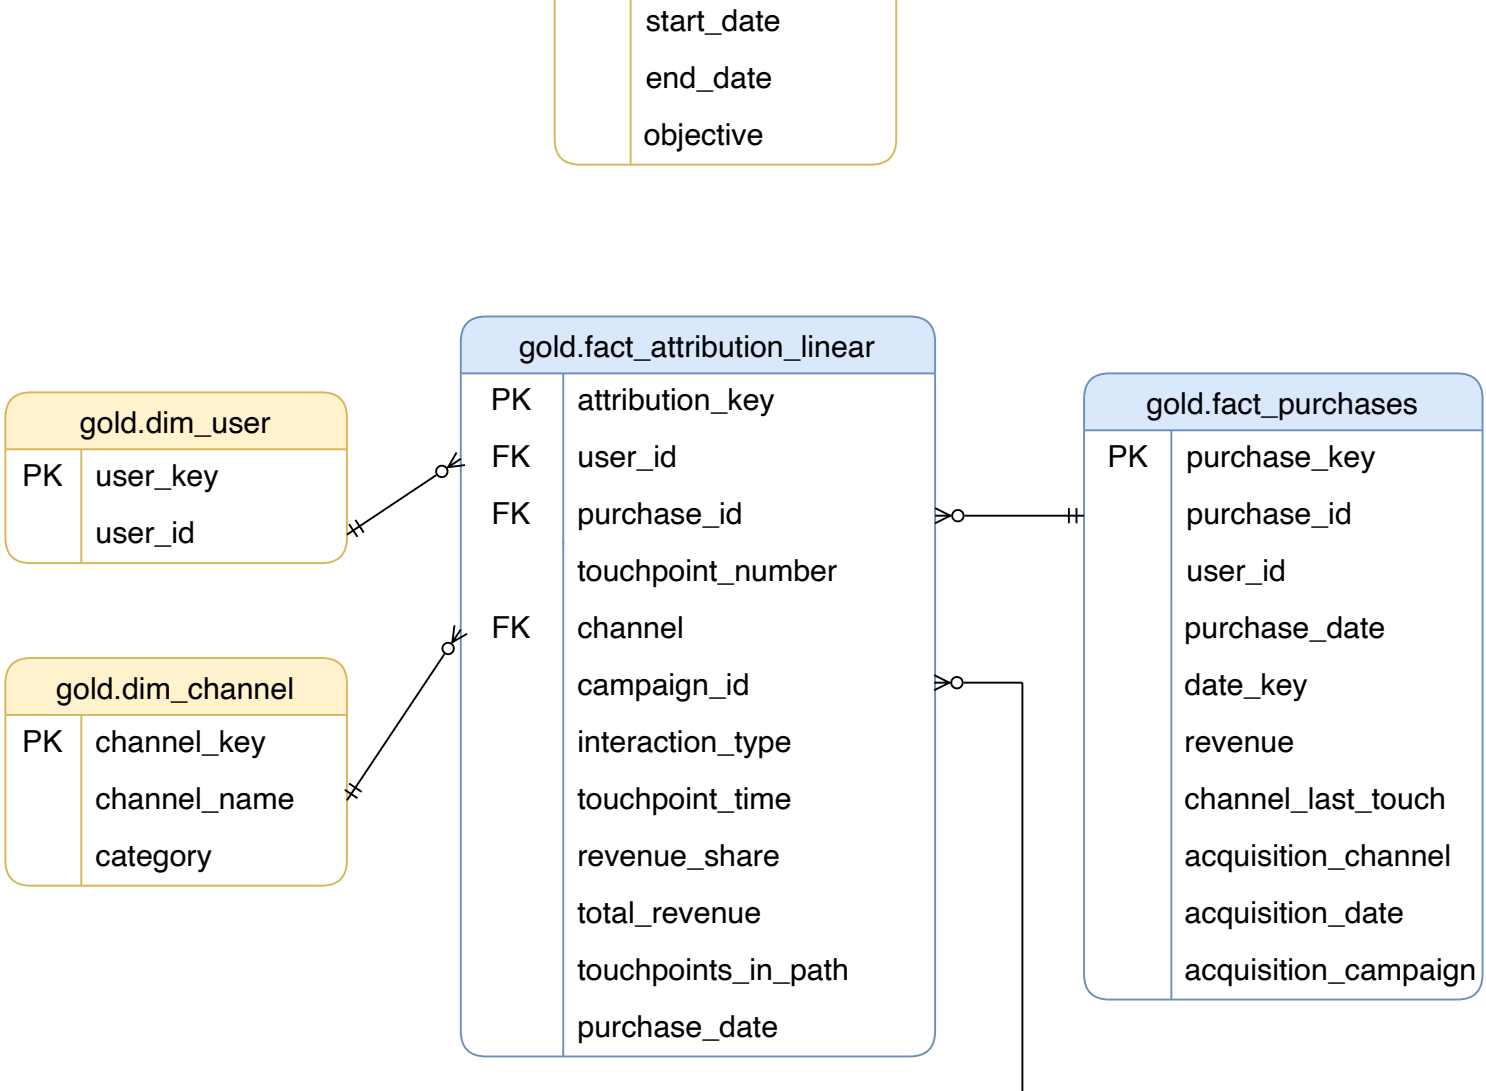 start_date
end_date
objective
gold.dim_user
PK user_key
user_id
gold.dim_channel
PK channel_key
channel_name
category
gold.fact_attribution_linear
PK attribution_key
FK user_id
FK purchase_id
touchpoint_number
FK channel
campaign_id
interaction_type
touchpoint_time
revenue_share
total_revenue
touchpoints_in_path
purchase_date
gold.fact_purchases
PK purchase_key
purchase_id
user_id
purchase_date
date_key
revenue
channel_last_touch
acquisition_channel
acquisition_date
acquisition_campaign